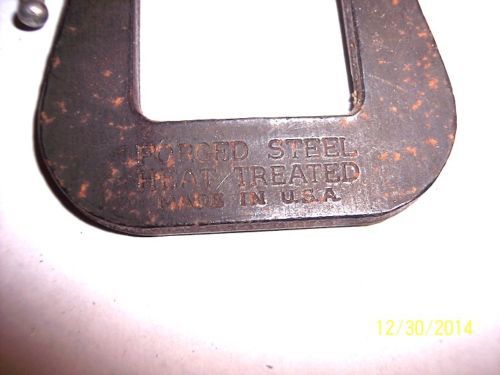 FORGED STEEL
HEAT TREATED
MADE IN U.S.A
12/30/2014